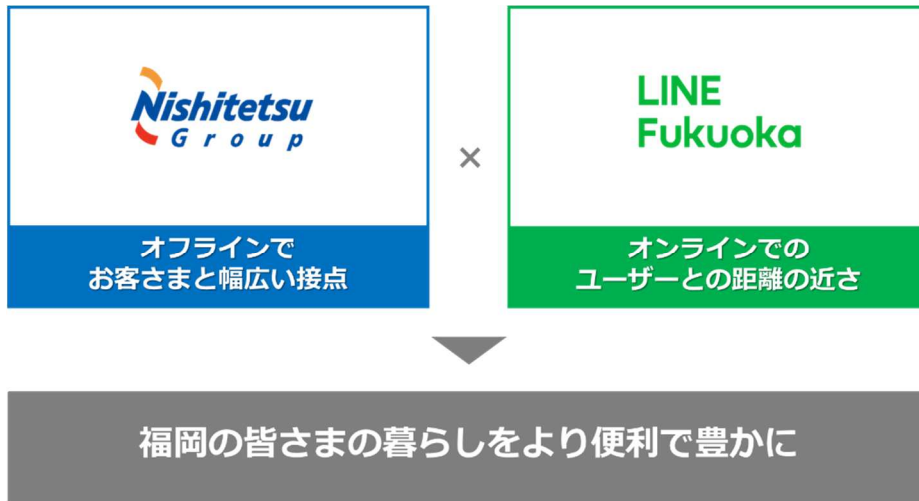 Nishitetsu
Group
×
LINE
Fukuoka
オフラインで
お客さまと幅広い接点
オンラインでの
ユーザーとの距離の近さ
福岡の皆さまの暮らしをより便利で豊かに